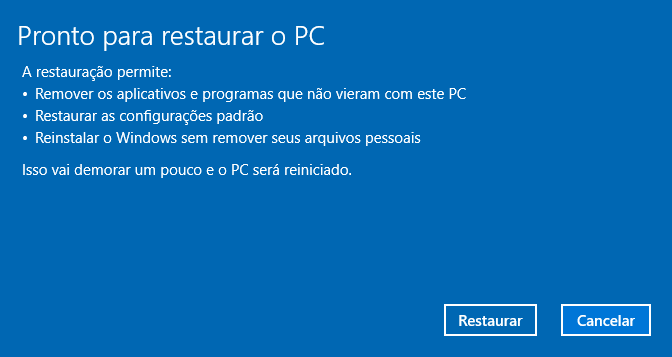 Pronto para restaurar o PC
A restauração permite:
• Remover os aplicativos e programas que não vieram com este PC
• Restaurar as configurações padrão
• Reinstalar o Windows sem remover seus arquivos pessoais
Isso vai demorar um pouco e o PC será reiniciado.
Restaurar Cancelar